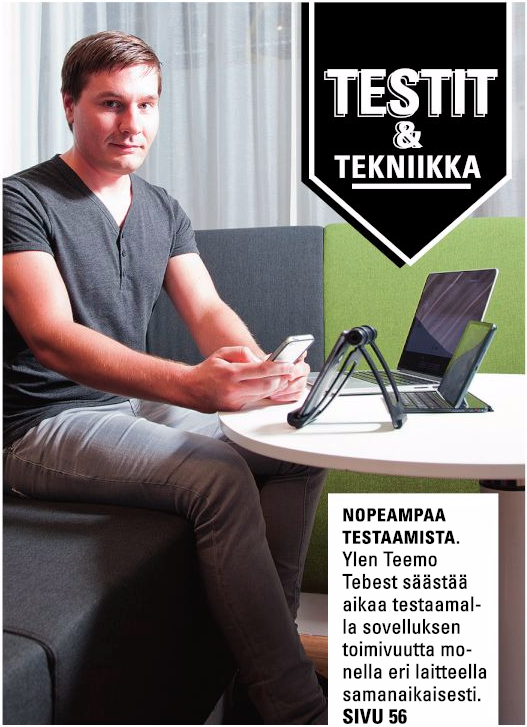 TESTIT
&
TEKNIIKKA
NOPEAMPAA
TESTAAMISTA.
Ylen Teemo
Tebest säästää
aikaa testaamal-
la sovelluksen
toimivuutta mo-
nella eri laitteella
samanaikaisesti.
SIVU 56